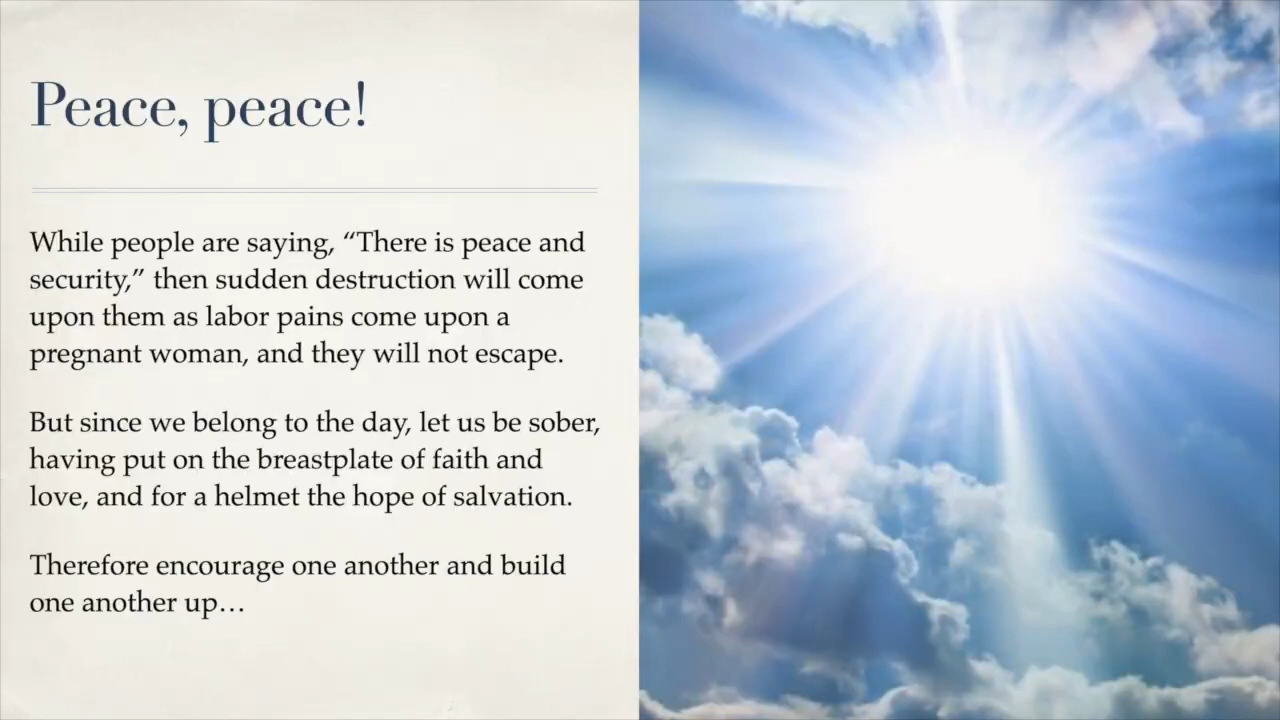 Peace, peace!
While people are saying, “There is peace and
security,” then sudden destruction will come
upon them as labor pains come upon a
pregnant woman, and they will not escape.
But since we belong to the day, let us be sober,
having put on the breastplate of faith and
love, and for a helmet the hope of salvation.
Therefore encourage one another and build
one another up…